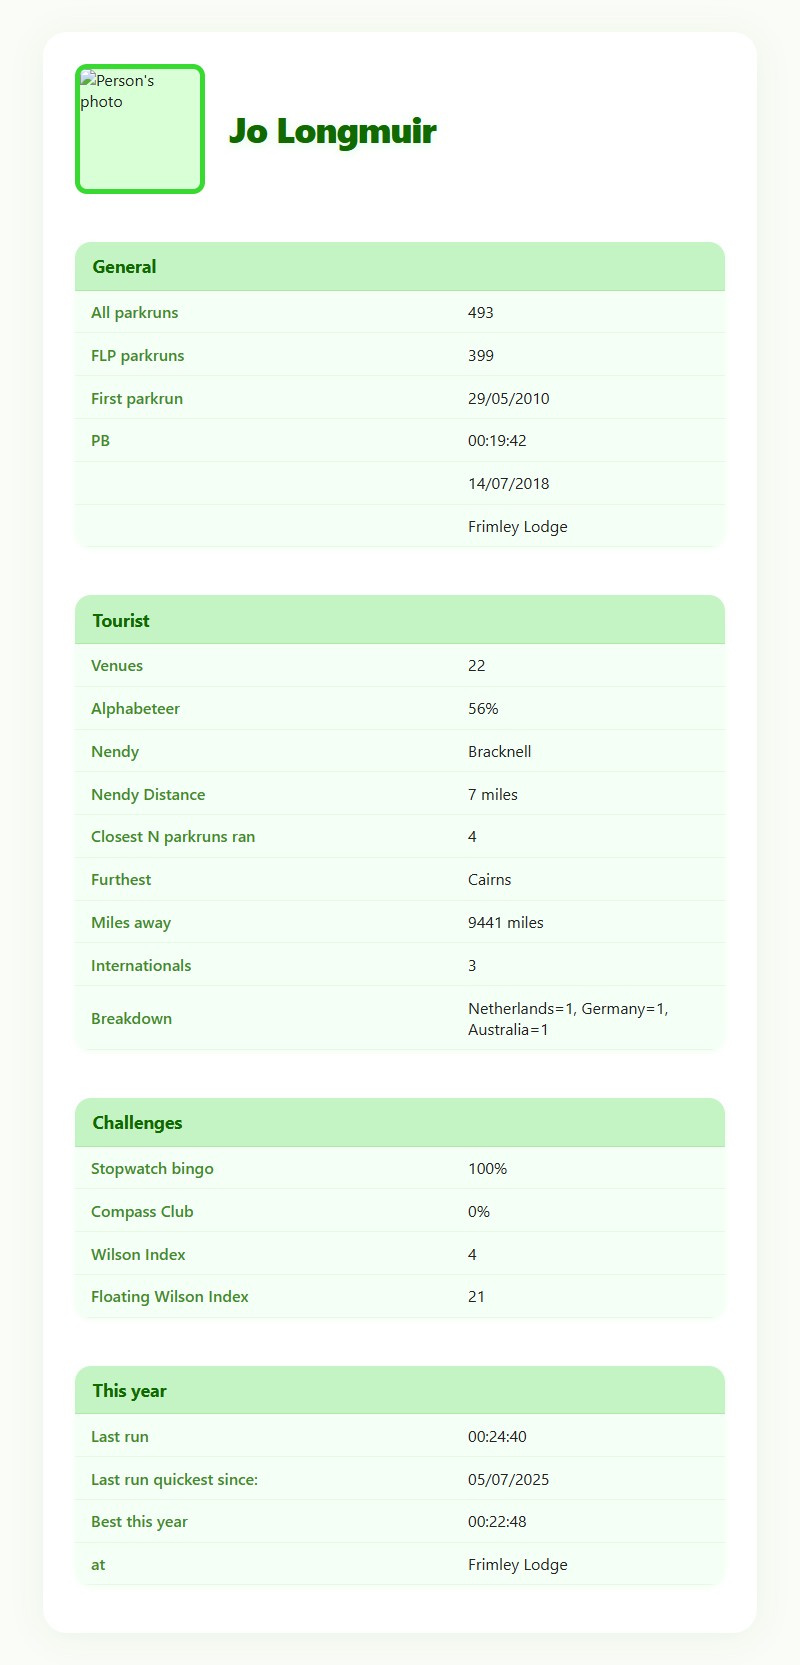 Person's
photo
Jo Longmuir
General
All parkruns 493
FLP parkruns 399
First parkrun 29/05/2010
PB 00:19:42
14/07/2018
Frimley Lodge
Tourist
Venues 22
Alphabeteer 56%
Nendy Bracknell
Nendy Distance 7 miles
Closest N parkruns ran 4
Furthest Cairns
Miles away 9441 miles
Internationals 3
Breakdown Netherlands=1, Germany=1,
Australia=1
Challenges
Stopwatch bingo 100%
Compass Club 0%
Wilson Index 4
Floating Wilson Index 21
This year
Last run 00:24:40
Last run quickest since: 05/07/2025
Best this year 00:22:48
at Frimley Lodge